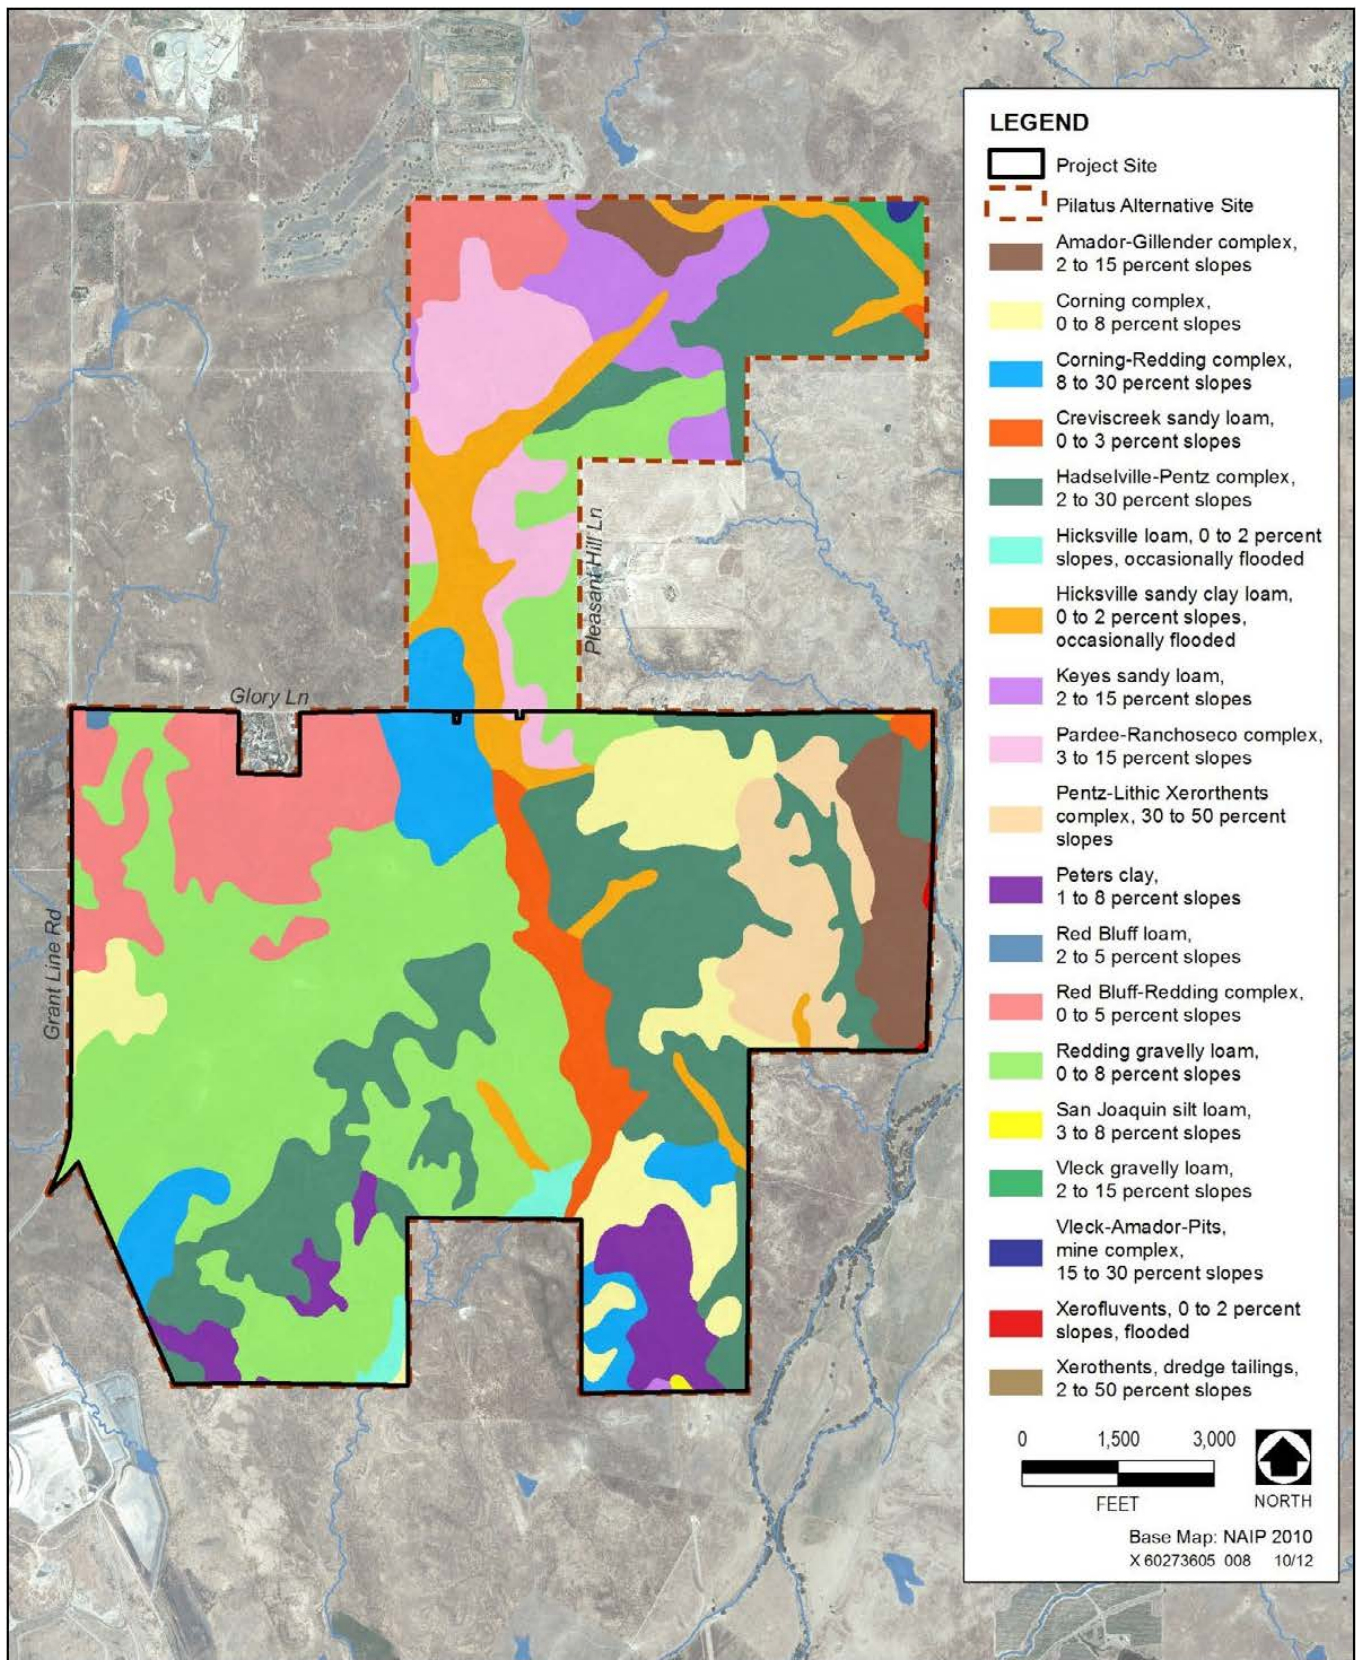 LEGEND
Project Site
Pilatus Alternative Site
Amador-Gillender complex,
2 to 15 percent slopes
Corning complex,
0 to 8 percent slopes
Corning-Redding complex,
8 to 30 percent slopes
Creviscreek sandy loam,
0 to 3 percent slopes
Hadselville-Pentz complex,
2 to 30 percent slopes
Hicksville loam, 0 to 2 percent
slopes, occasionally flooded
Hicksville sandy clay loam,
0 to 2 percent slopes,
occasionally flooded
Keyes sandy loam,
2 to 15 percent slopes
Pardee-Ranchoseco complex,
3 to 15 percent slopes
Pentz-Lithic Xerorthents
complex, 30 to 50 percent
slopes
Peters clay,
1 to 8 percent slopes
Red Bluff loam,
2 to 5 percent slopes
Red Bluff-Redding complex,
0 to 5 percent slopes
Redding gravelly loam,
0 to 8 percent slopes
San Joaquin silt loam,
3 to 8 percent slopes
Vleck gravelly loam,
2 to 15 percent slopes
Vleck-Amador-Pits,
mine complex,
15 to 30 percent slopes
Xerofluvents, 0 to 2 percent
slopes, flooded
Xerothents, dredge tailings,
2 to 50 percent slopes
0 1,500 3,000
FEET
NORTH
Base Map: NAIP 2010
X 60273605 008 10/12
Pleasant Hill Ln
Glory Ln
Grant Line Rd